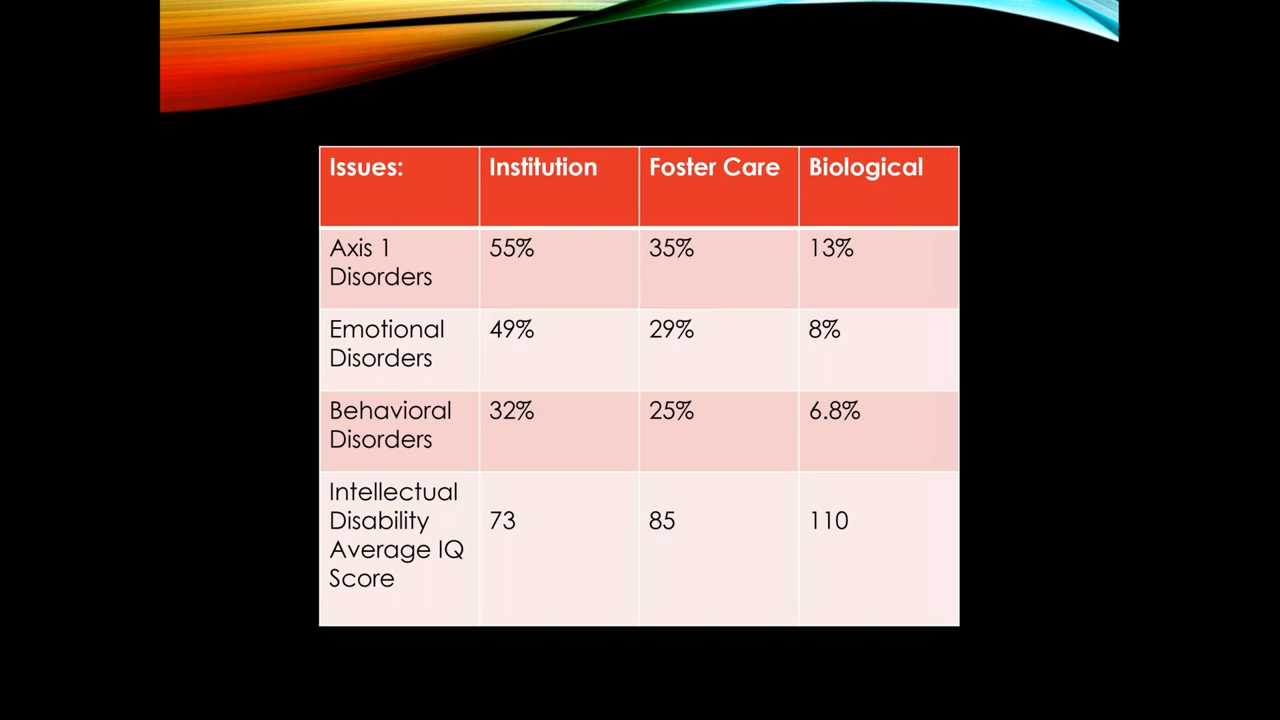 Issues: Institution Foster Care Biological
Axis 1 55% 35% 13%
Disorders
Emotional 49% 29% 8%
Disorders
Behavioral 32% 25% 6.8%
Disorders
Intellectual
Disability 73 85 110
Average IQ
Score